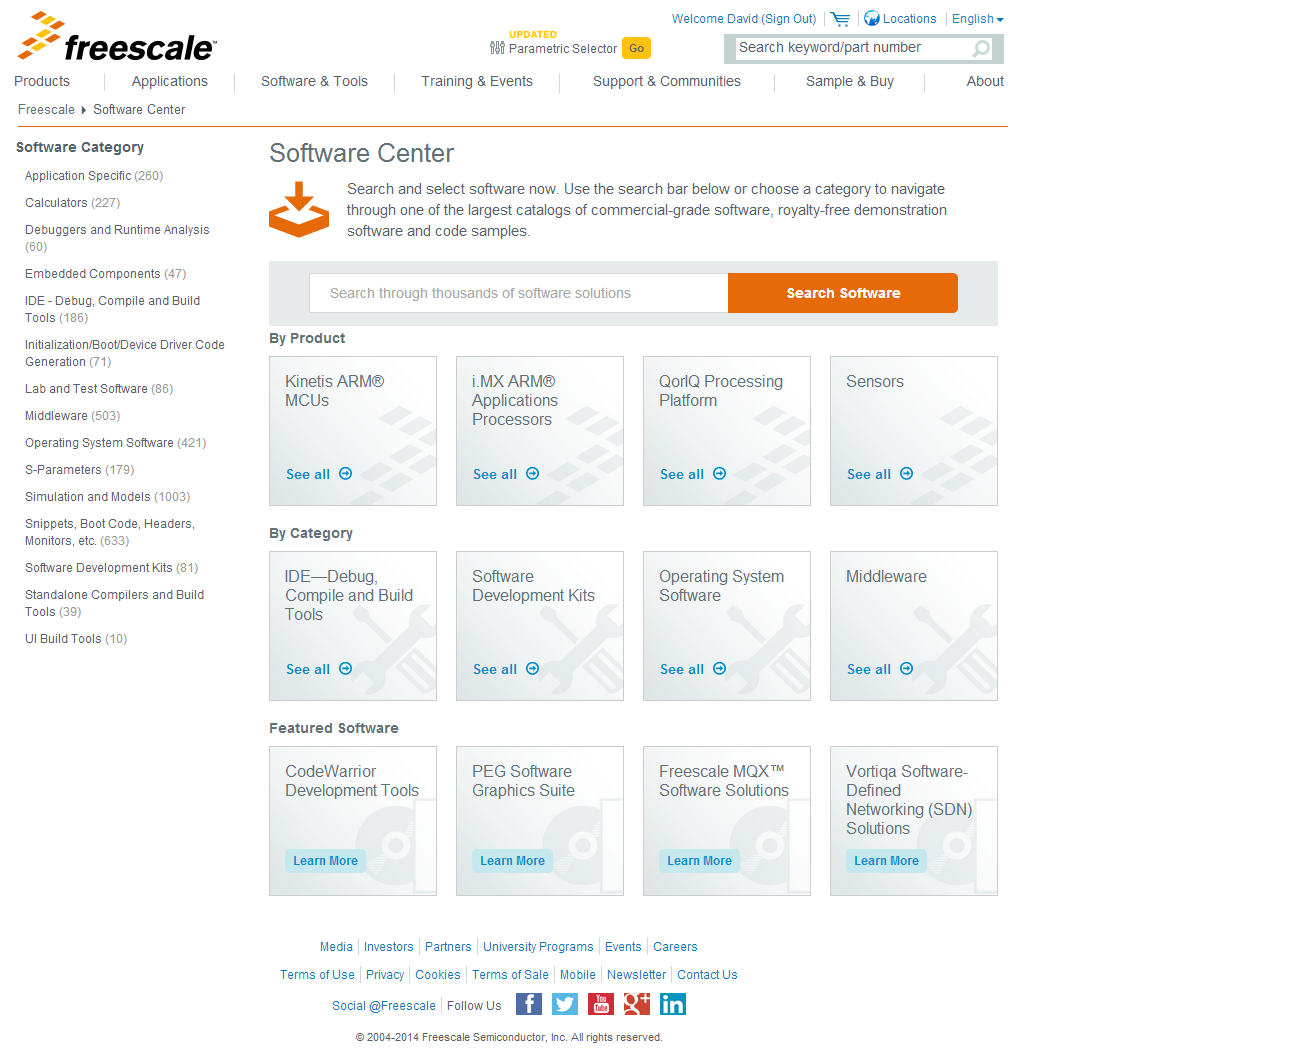 freescale™
UPDATED
Parametric Selector Go
Welcome David (Sign Out) Locations English
Search keyword/part number
Products Applications Software & Tools Training & Events Support & Communities Sample & Buy About
Freescale Software Center
Software Category
Application Specific (260)
Calculators (227)
Debuggers and Runtime Analysis
(60)
Embedded Components (47)
IDE - Debug, Compile and Build
Tools (186)
Initialization/Boot/Device Driver Code
Generation (71)
Lab and Test Software (86)
Middleware (503)
Operating System Software (421)
S-Parameters (179)
Simulation and Models (1003)
Snippets, Boot Code, Headers,
Monitors, etc. (633)
Software Development Kits (81)
Standalone Compilers and Build
Tools (39)
UI Build Tools (10)
Software Center
Search and select software now. Use the search bar below or choose a category to navigate
through one of the largest catalogs of commercial-grade software, royalty-free demonstration
software and code samples.
Search through thousands of software solutions Search Software
By Product
Kinetis ARM®
MCUs
See all
i.MX ARM®
Applications
Processors
See all
QorIQ Processing
Platform
See all
Sensors
See all
By Category
IDE—Debug,
Compile and Build
Tools
See all
Software
Development Kits
See all
Operating System
Software
See all
Middleware
See all
Featured Software
CodeWarrior
Development Tools
Learn More
PEG Software
Graphics Suite
Learn More
Freescale MQX™
Software Solutions
Learn More
Vortiqa Software-
Defined
Networking (SDN)
Solutions
Learn More
Media Investors Partners University Programs Events Careers
Terms of Use Privacy Cookies Terms of Sale Mobile Newsletter Contact Us
Social @Freescale Follow Us f You Tube g+ in
© 2004-2014 Freescale Semiconductor, Inc. All rights reserved.